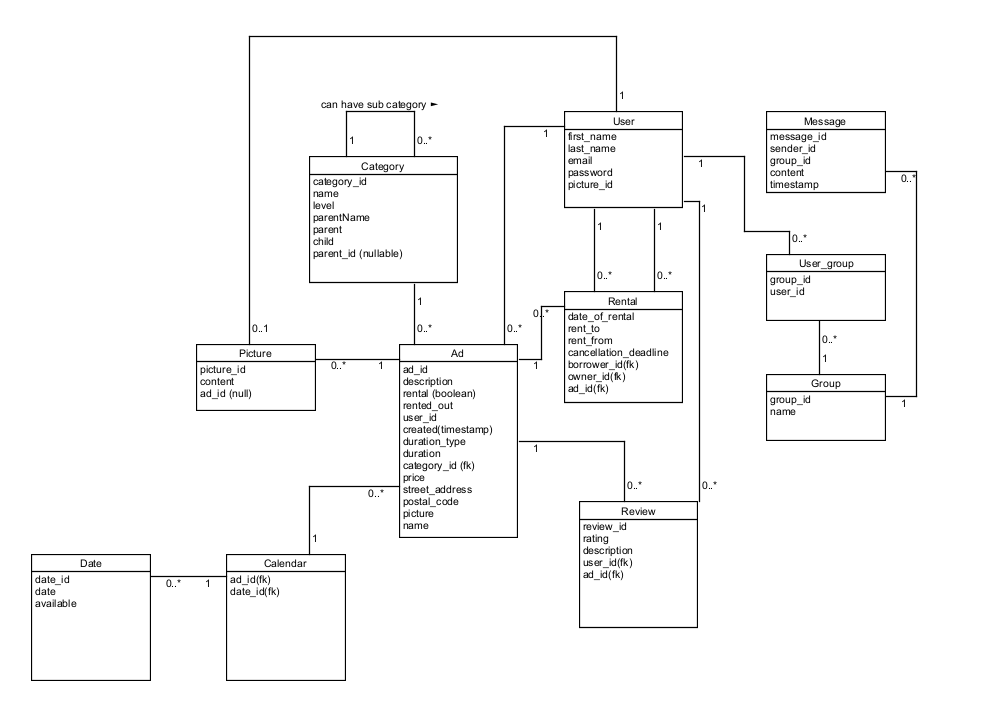 1
can have sub category ►
1
0..*
Category
category_id
name
level
parentName
parent
child
parent_id (nullable)
1
0..*
User
first_name
last_name
email
password
picture_id
1
1
1
1
1
0..*
0..*
0..*
Message
message_id
sender_id
group_id
content
timestamp
0..*
0..*
User_group
group_id
user_id
0..*
1
Group
group_id
name
1
Rental
date_of_rental
rent_to
rent_from
cancellation_deadline
borrower_id(fk)
owner_id(fk)
ad_id(fk)
0..*
1
0..1
Picture
picture_id
content
ad_id (null)
0..*
1
Ad
ad_id
description
rental (boolean)
rented_out
user_id
created(timestamp)
duration_type
duration
category_id (fk)
price
street_address
postal_code
picture
name
1
0..*
0..*
Review
review_id
rating
description
user_id(fk)
ad_id(fk)
0..*
1
Date
date_id
date
available
0..*
1
Calendar
ad_id(fk)
date_id(fk)